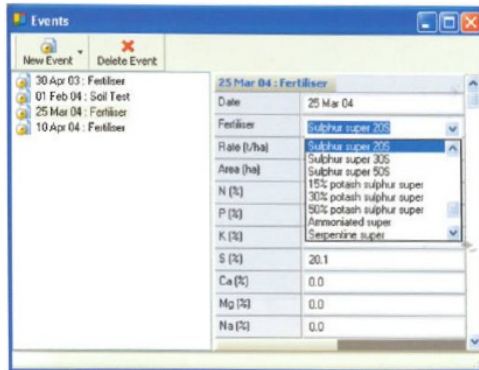 Events
New Event
Delete Event
30 Apr 03 : Fertiliser
01 Feb 04 : Soil Test
25 Mar 04 : Fertiliser
10 Apr 04 : Fertiliser
25 Mar 04 : Fertiliser
Date 25 Mar 04
Fertiliser Sulphur super 20S
Rate (t/ha) Sulphur super 20S
Sulphur super 30S
Area (ha) Sulphur super 50S
15% potash sulphur super
N (%) 30% potash sulphur super
50% potash sulphur super
P (%) Ammoniated super
K (%) Serpentine super
S (%) 20.1
Ca (%) 0.0
Mg (%) 0.0
Na (%) 0.0